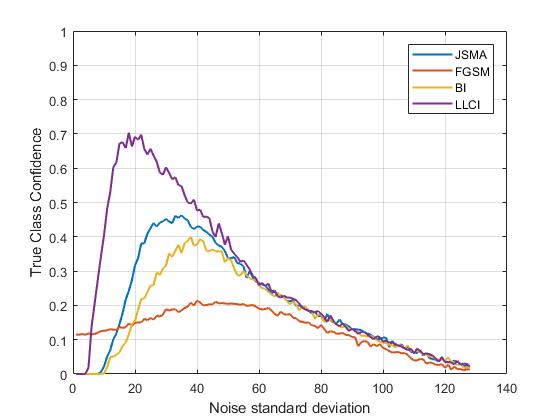 True Class Confidence
1
0.9
0.8
0.7
0.6
0.5
0.4
0.3
0.2
0.1
0
JSMA
FGSM
BI
LLCI
0 20 40 60 80 100 120 140
Noise standard deviation